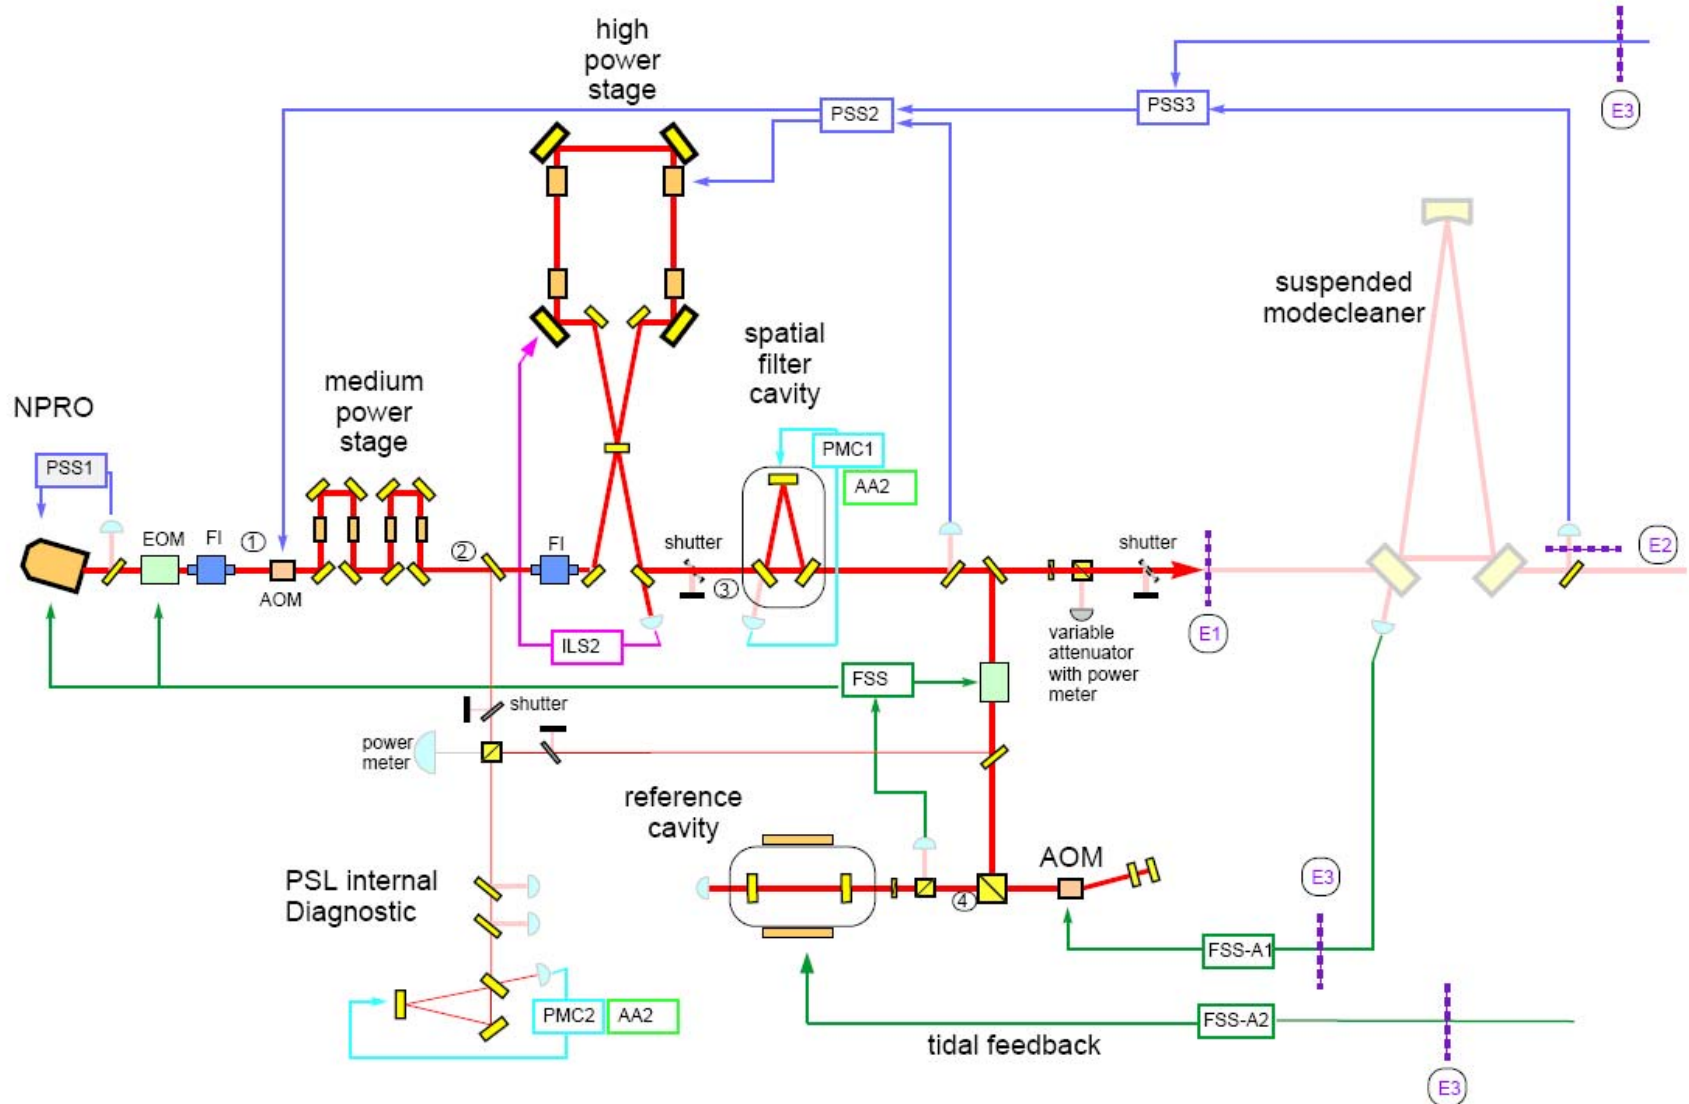 high
power
stage
PSS2
PSS3
E3
suspended
modecleaner
spatial
filter
cavity
medium
power
stage
NPRO
PSS1
PMC1
AA2
EOM
FI
1
AOM
2
FI
shutter
3
shutter
E2
E1
variable
attenuator
with power
meter
ILS2
FSS
shutter
power
meter
reference
cavity
AOM
4
E3
PSL internal
Diagnostic
FSS-A1
PMC2
AA2
FSS-A2
tidal feedback
E3